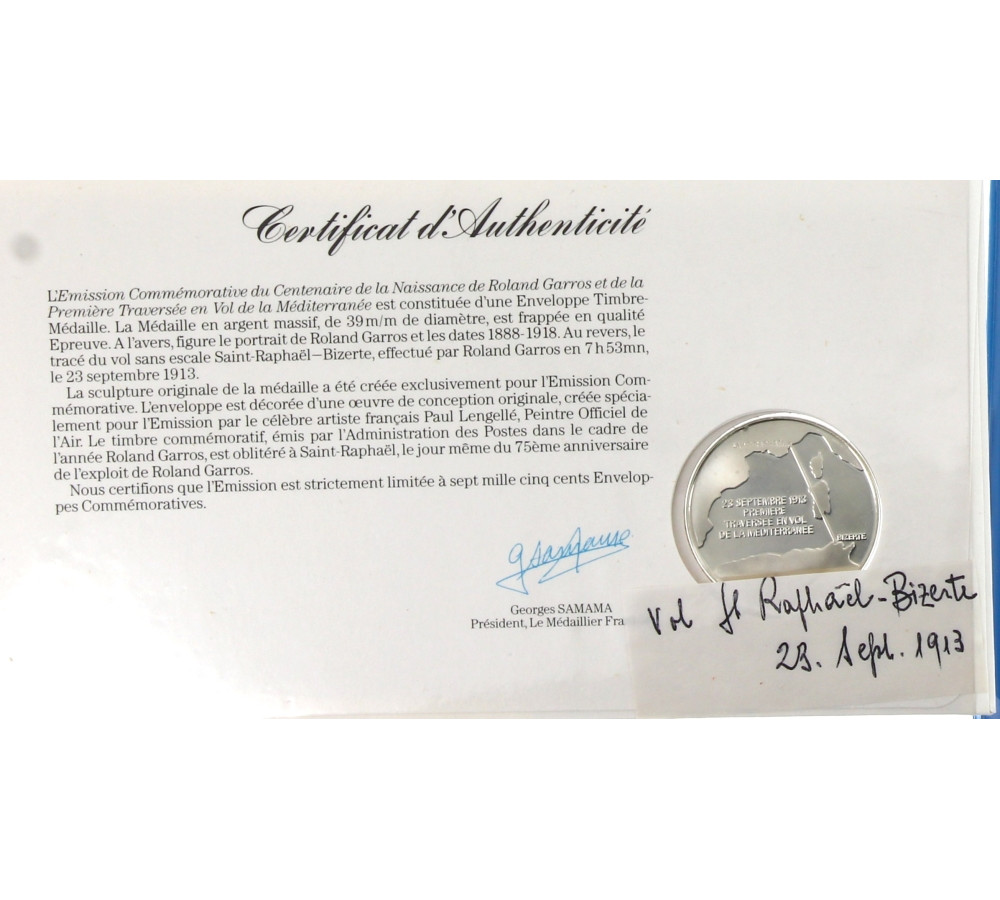 Certificat d'Authenticité
L'Emission Commémorative du Centenaire de la Naissance de Roland Garros et de la
Première Traversée en Vol de la Méditerranée est constituée d'une Enveloppe Timbre-
Médaille. La Médaille en argent massif, de 39 m/m de diamètre, est frappée en qualité
Epreuve. A l'avers, figure le portrait de Roland Garros et les dates 1888-1918. Au revers, le
tracé du vol sans escale Saint-Raphaël–Bizerte, effectué par Roland Garros en 7 h 53mn,
le 23 septembre 1913.
La sculpture originale de la médaille a été créée exclusivement pour l'Emission Com-
mémorative. L'enveloppe est décorée d'une œuvre de conception originale, créée spécia-
lement pour l'Emission par le célèbre artiste français Paul Lengellé, Peintre Officiel de
l'Air. Le timbre commémoratif, émis par l'Administration des Postes dans le cadre de
l'année Roland Garros, est oblitéré à Saint-Raphaël, le jour même du 75ème anniversaire
de l'exploit de Roland Garros.
Nous certifions que l'Emission est strictement limitée à sept mille cinq cents Envelop-
pes Commémoratives.
Georges SAMAMA
Président, Le Médaillier Fra
23 SEPTEMBRE 1913
PREMIÈRE
TRAVERSÉE EN VOL
DE LA MÉDITERRANÉE
BIZERTE
Vol St Raphaël-Bizerte
23. Sept. 1913